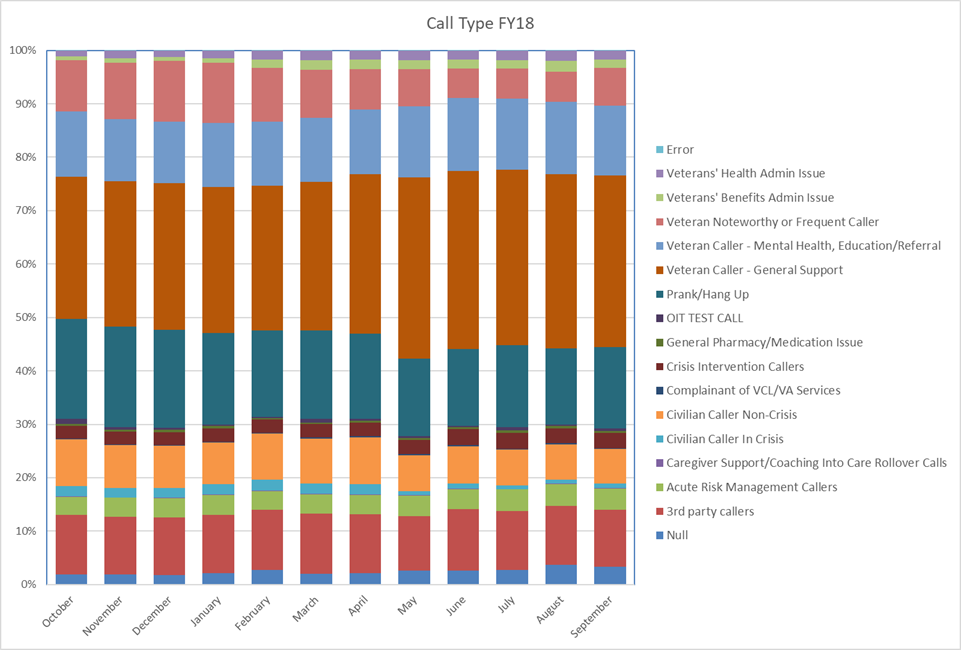 Call Type FY18
100%
90%
80%
70%
60%
50%
40%
30%
20%
10%
0%
October
November
December
January
February
March
April
May
June
July
August
September
Error
Veterans' Health Admin Issue
Veterans' Benefits Admin Issue
Veteran Noteworthy or Frequent Caller
Veteran Caller - Mental Health, Education/Referral
Veteran Caller - General Support
Prank/Hang Up
OIT TEST CALL
General Pharmacy/Medication Issue
Crisis Intervention Callers
Complainant of VCL/VA Services
Civilian Caller Non-Crisis
Civilian Caller In Crisis
Caregiver Support/Coaching Into Care Rollover Calls
Acute Risk Management Callers
3rd party callers
Null